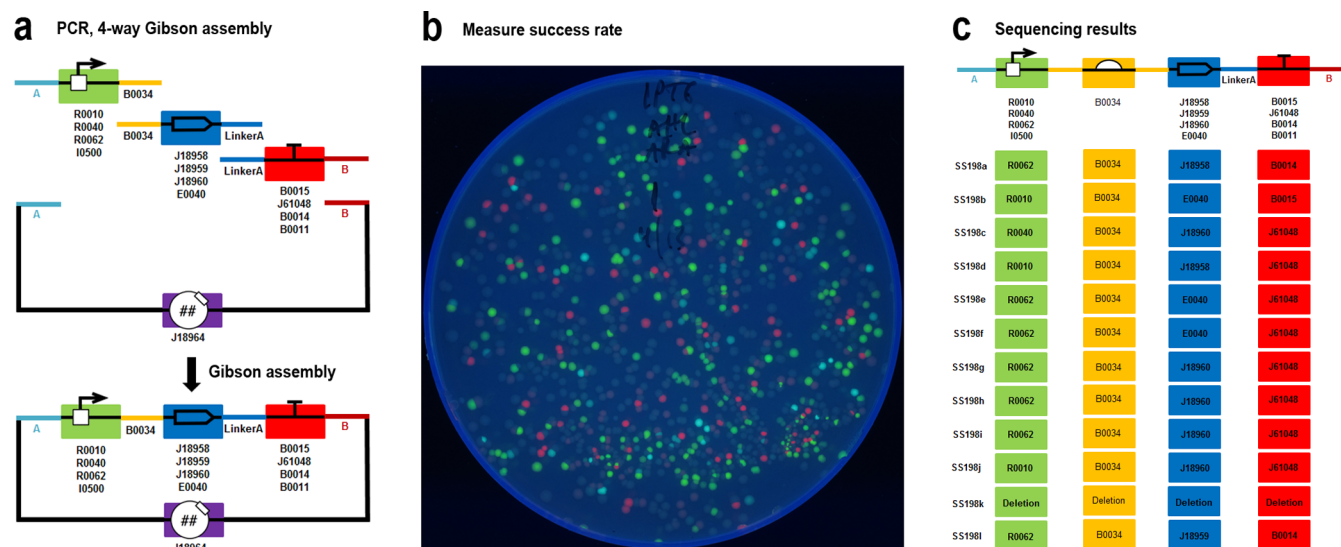 a PCR, 4-way Gibson assembly
A
B0034
R0010
R0040
R0062
I0500
B0034
LinkerA
J18958
J18959
J18960
E0040
LinkerA
B
B0015
J61048
B0014
B0011
A
B
##
J18964
Gibson assembly
A
B0034
LinkerA
B
R0010
R0040
R0062
I0500
J18958
J18959
J18960
E0040
B0015
J61048
B0014
B0011
##
J18964
b Measure success rate
c Sequencing results
A
LinkerA
B
R0010
R0040
R0062
I0500
B0034
J18958
J18959
J18960
E0040
B0015
J61048
B0014
B0011
SS198a R0062 B0034 J18958 B0014
SS198b R0010 B0034 E0040 B0015
SS198c R0040 B0034 J18960 J61048
SS198d R0010 B0034 J18958 J61048
SS198e R0062 B0034 E0040 J61048
SS198f R0062 B0034 E0040 J61048
SS198g R0062 B0034 J18960 J61048
SS198h R0062 B0034 J18960 J61048
SS198i R0062 B0034 J18960 J61048
SS198j R0010 B0034 J18960 J61048
SS198k Deletion Deletion Deletion Deletion
SS198l R0062 B0034 J18959 B0014